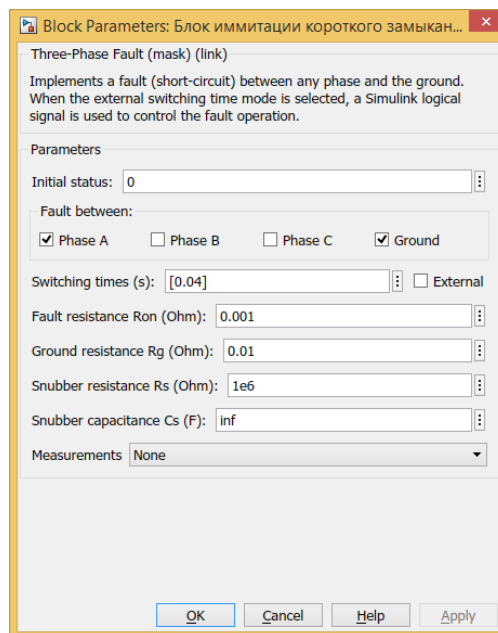 Block Parameters: Блок иммитации короткого замыкан...
Three-Phase Fault (mask) (link)
Implements a fault (short-circuit) between any phase and the ground.
When the external switching time mode is selected, a Simulink logical
signal is used to control the fault operation.
Parameters
Initial status: 0
Fault between:
Phase A Phase B Phase C Ground
Switching times (s): [0.04] External
Fault resistance Ron (Ohm): 0.001
Ground resistance Rg (Ohm): 0.01
Snubber resistance Rs (Ohm): 1e6
Snubber capacitance Cs (F): inf
Measurements None
OK Cancel Help Apply